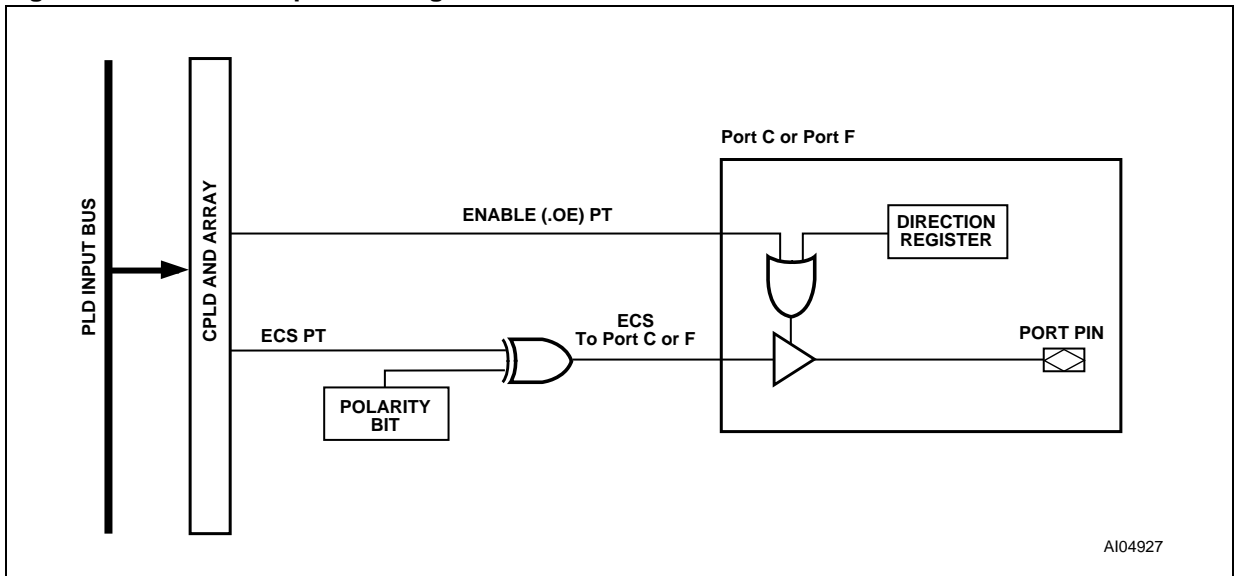 Port C or Port F
ENABLE (.OE) PT
DIRECTION
REGISTER
PLD INPUT BUS
CPLD AND ARRAY
ECS PT
ECS
To Port C or F
PORT PIN
POLARITY
BIT
AI04927